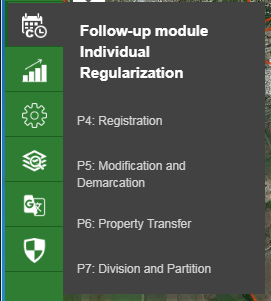 Follow-up module
Individual
Regularization
P4: Registration
P5: Modification and
Demarcation
P6: Property Transfer
P7: Division and Partition